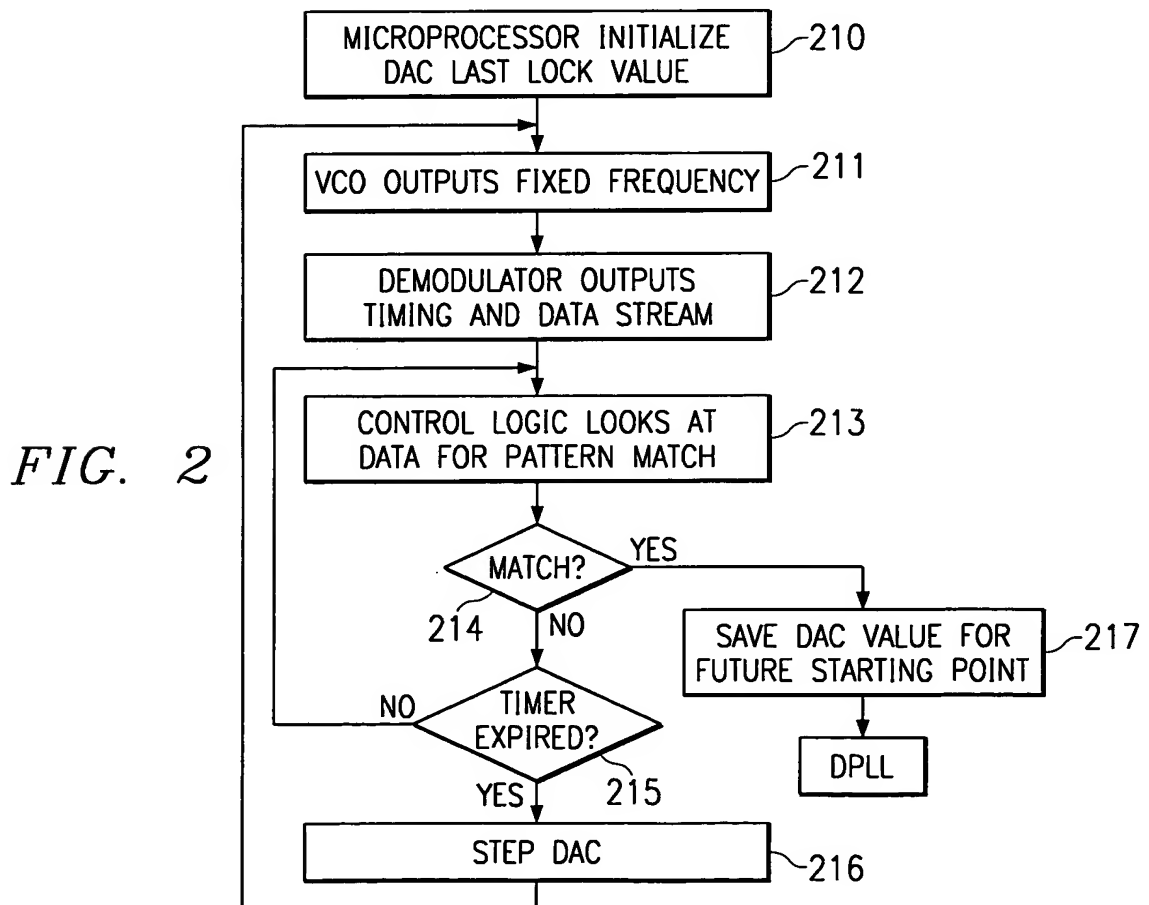 MICROPROCESSOR INITIALIZE
DAC LAST LOCK VALUE
210
VCO OUTPUTS FIXED FREQUENCY
211
DEMODULATOR OUTPUTS
TIMING AND DATA STREAM
212
CONTROL LOGIC LOOKS AT
DATA FOR PATTERN MATCH
213
FIG. 2
MATCH?
YES
214
NO
SAVE DAC VALUE FOR
FUTURE STARTING POINT
217
TIMER
EXPIRED?
NO
215
YES
DPLL
STEP DAC
216